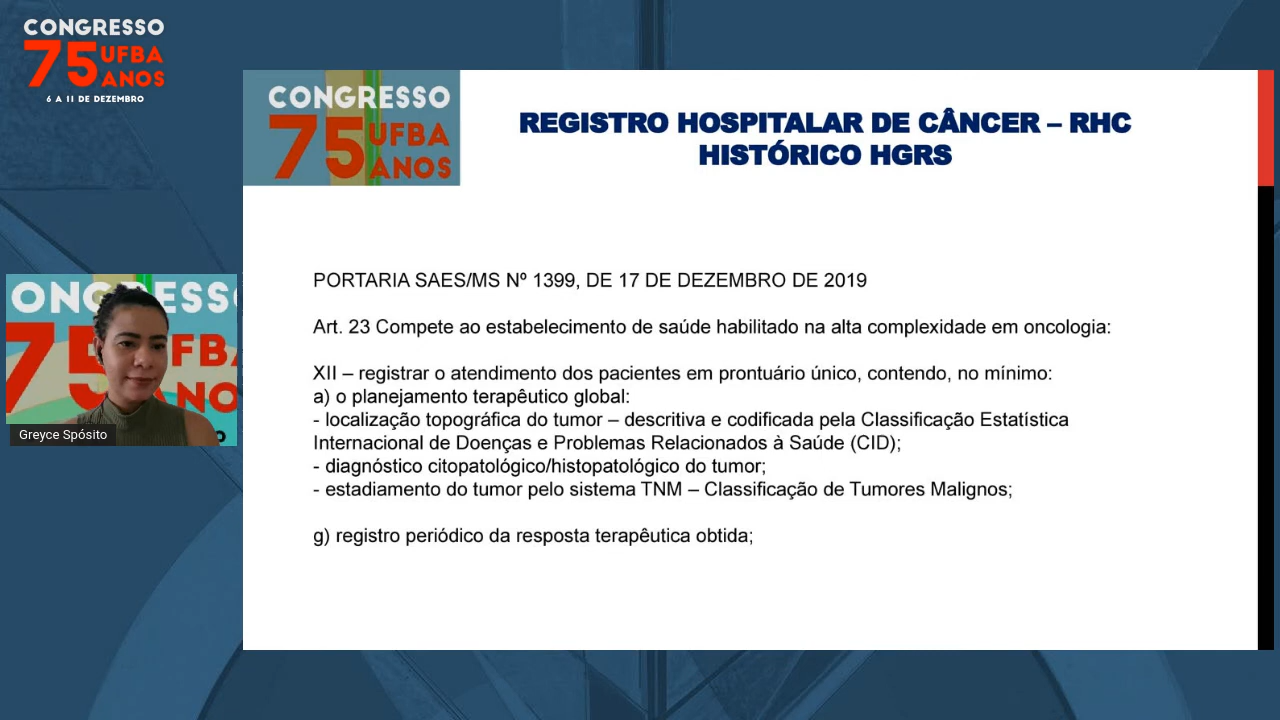 CONGRESSO
75 UFBA
ANOS
6 A 11 DE DEZEMBRO
CONGRESSO
75 UFBA
ANOS
REGISTRO HOSPITALAR DE CÂNCER – RHC
HISTÓRICO HGRS
PORTARIA SAES/MS Nº 1399, DE 17 DE DEZEMBRO DE 2019
Art. 23 Compete ao estabelecimento de saúde habilitado na alta complexidade em oncologia:
XII – registrar o atendimento dos pacientes em prontuário único, contendo, no mínimo:
a) o planejamento terapêutico global:
- localização topográfica do tumor – descritiva e codificada pela Classificação Estatística
Internacional de Doenças e Problemas Relacionados à Saúde (CID);
- diagnóstico citopatológico/histopatológico do tumor;
- estadiamento do tumor pelo sistema TNM – Classificação de Tumores Malignos;
g) registro periódico da resposta terapêutica obtida;
ONGRESSO
75 UFBA
ANO
Greyce Spósito